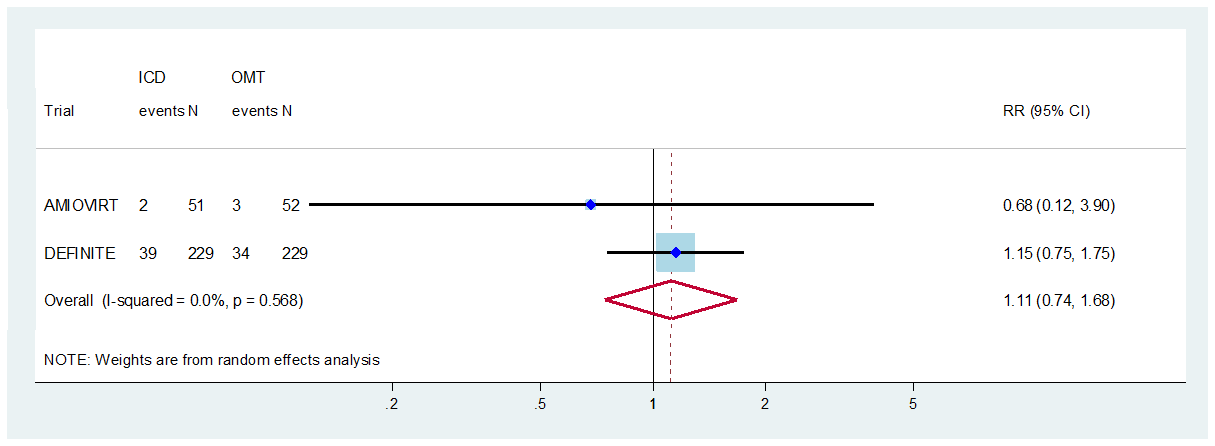 ICD OMT
Trial events N events N RR (95% CI)
AMIOVIRT 2 51 3 52 0.68 (0.12, 3.90)
DEFINITE 39 229 34 229 1.15 (0.75, 1.75)
Overall (I-squared = 0.0%, p = 0.568) 1.11 (0.74, 1.68)
NOTE: Weights are from random effects analysis
.2 .5 1 2 5